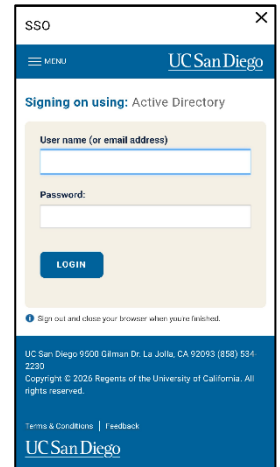 SSO
MENU
UC San Diego
Signing on using: Active Directory
User name (or email address)
Password:
LOGIN
Sign out and close your browser when you're finished.
UC San Diego 9500 Gilman Dr. La Jolla, CA 92093 (858) 534-
2230
Copyright © 2026 Regents of the University of California. All
rights reserved.
Terms & Conditions | Feedback
UC San Diego